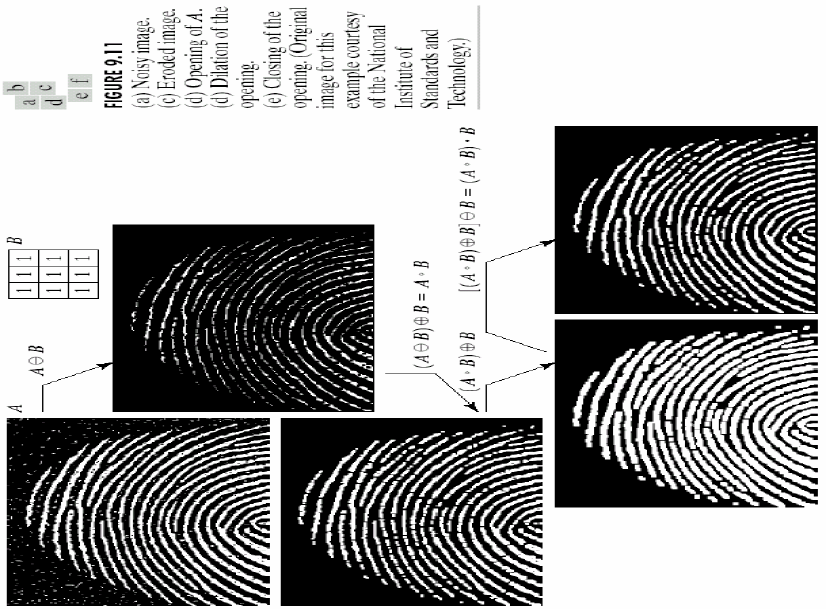 a b
d c
e f
FIGURE 9.11
(a) Noisy image.
(c) Eroded image.
(d) Opening of A.
(d) Dilation of the
opening.
(e) Closing of the
opening. (Original
image for this
example courtesy
of the National
Institute of
Standards and
Technology.)
A
1 1 1 B
1 1 1
1 1 1
A ⊖ B
(A ⊖ B) ⊕ B = A ∘ B
(A ∘ B) ⊕ B
[(A ∘ B) ⊕ B] ⊖ B = (A ∘ B) • B